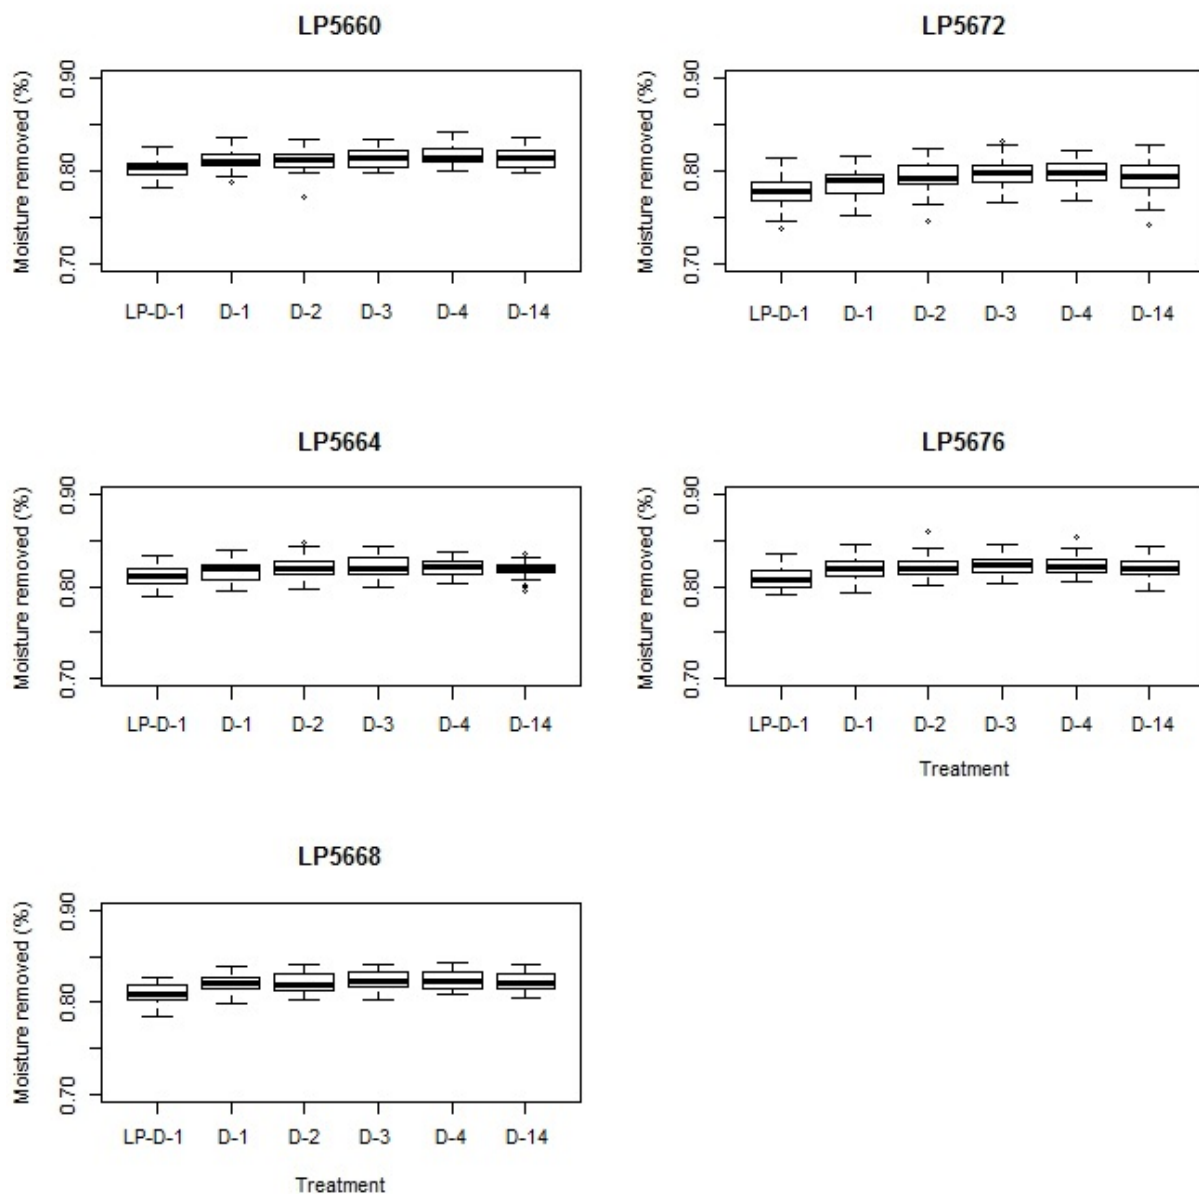 LP5660
Moisture removed (%)
0.90
0.80
0.70
LP-D-1 D-1 D-2 D-3 D-4 D-14
LP5672
Moisture removed (%)
0.90
0.80
0.70
LP-D-1 D-1 D-2 D-3 D-4 D-14
LP5664
Moisture removed (%)
0.90
0.80
0.70
LP-D-1 D-1 D-2 D-3 D-4 D-14
LP5676
Moisture removed (%)
0.90
0.80
0.70
LP-D-1 D-1 D-2 D-3 D-4 D-14
Treatment
LP5668
Moisture removed (%)
0.90
0.80
0.70
LP-D-1 D-1 D-2 D-3 D-4 D-14
Treatment